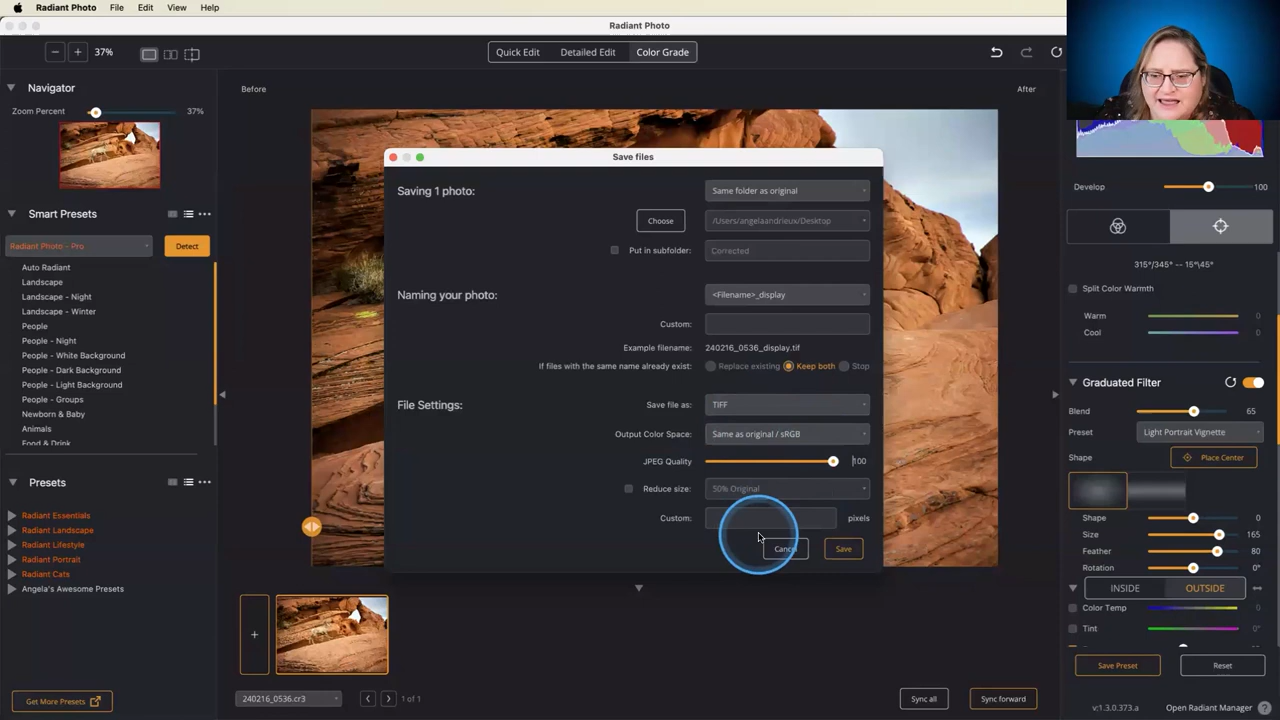 Radiant Photo File Edit View Help
Radiant Photo
37% Quick Edit Detailed Edit Color Grade
Navigator
Zoom Percent 37%
Smart Presets
Radiant Photo - Pro Detect
Auto Radiant
Landscape
Landscape - Night
Landscape - Winter
People
People - Night
People - White Background
People - Dark Background
People - Light Background
People - Groups
Newborn & Baby
Animals
Food & Drink
Presets
Radiant Essentials
Radiant Landscape
Radiant Lifestyle
Radiant Portrait
Radiant Cats
Angela's Awesome Presets
Get More Presets
Before After
Save files
Saving 1 photo: Same folder as original
Choose /Users/angelaandrieux/Desktop
Put in subfolder: Corrected
Naming your photo: <Filename>_display
Custom:
Example filename: 240216_0536_display.tif
If files with the same name already exist: Replace existing Keep both Stop
File Settings: Save file as: TIFF
Output Color Space: Same as original / sRGB
JPEG Quality 100
Reduce size: 50% Original
Custom: pixels
Cancel Save
240216_0536.cr3 1 of 1 Sync all Sync forward
Develop 100
315°/345° -- 15°\45°
Split Color Warmth
Warm 0
Cool 0
Graduated Filter
Blend 65
Preset Light Portrait Vignette
Shape Place Center
Shape 0
Size 165
Feather 80
Rotation 0°
INSIDE OUTSIDE
Color Temp 0
Tint 0°
Save Preset Reset
v:1.3.0.373.a Open Radiant Manager ?